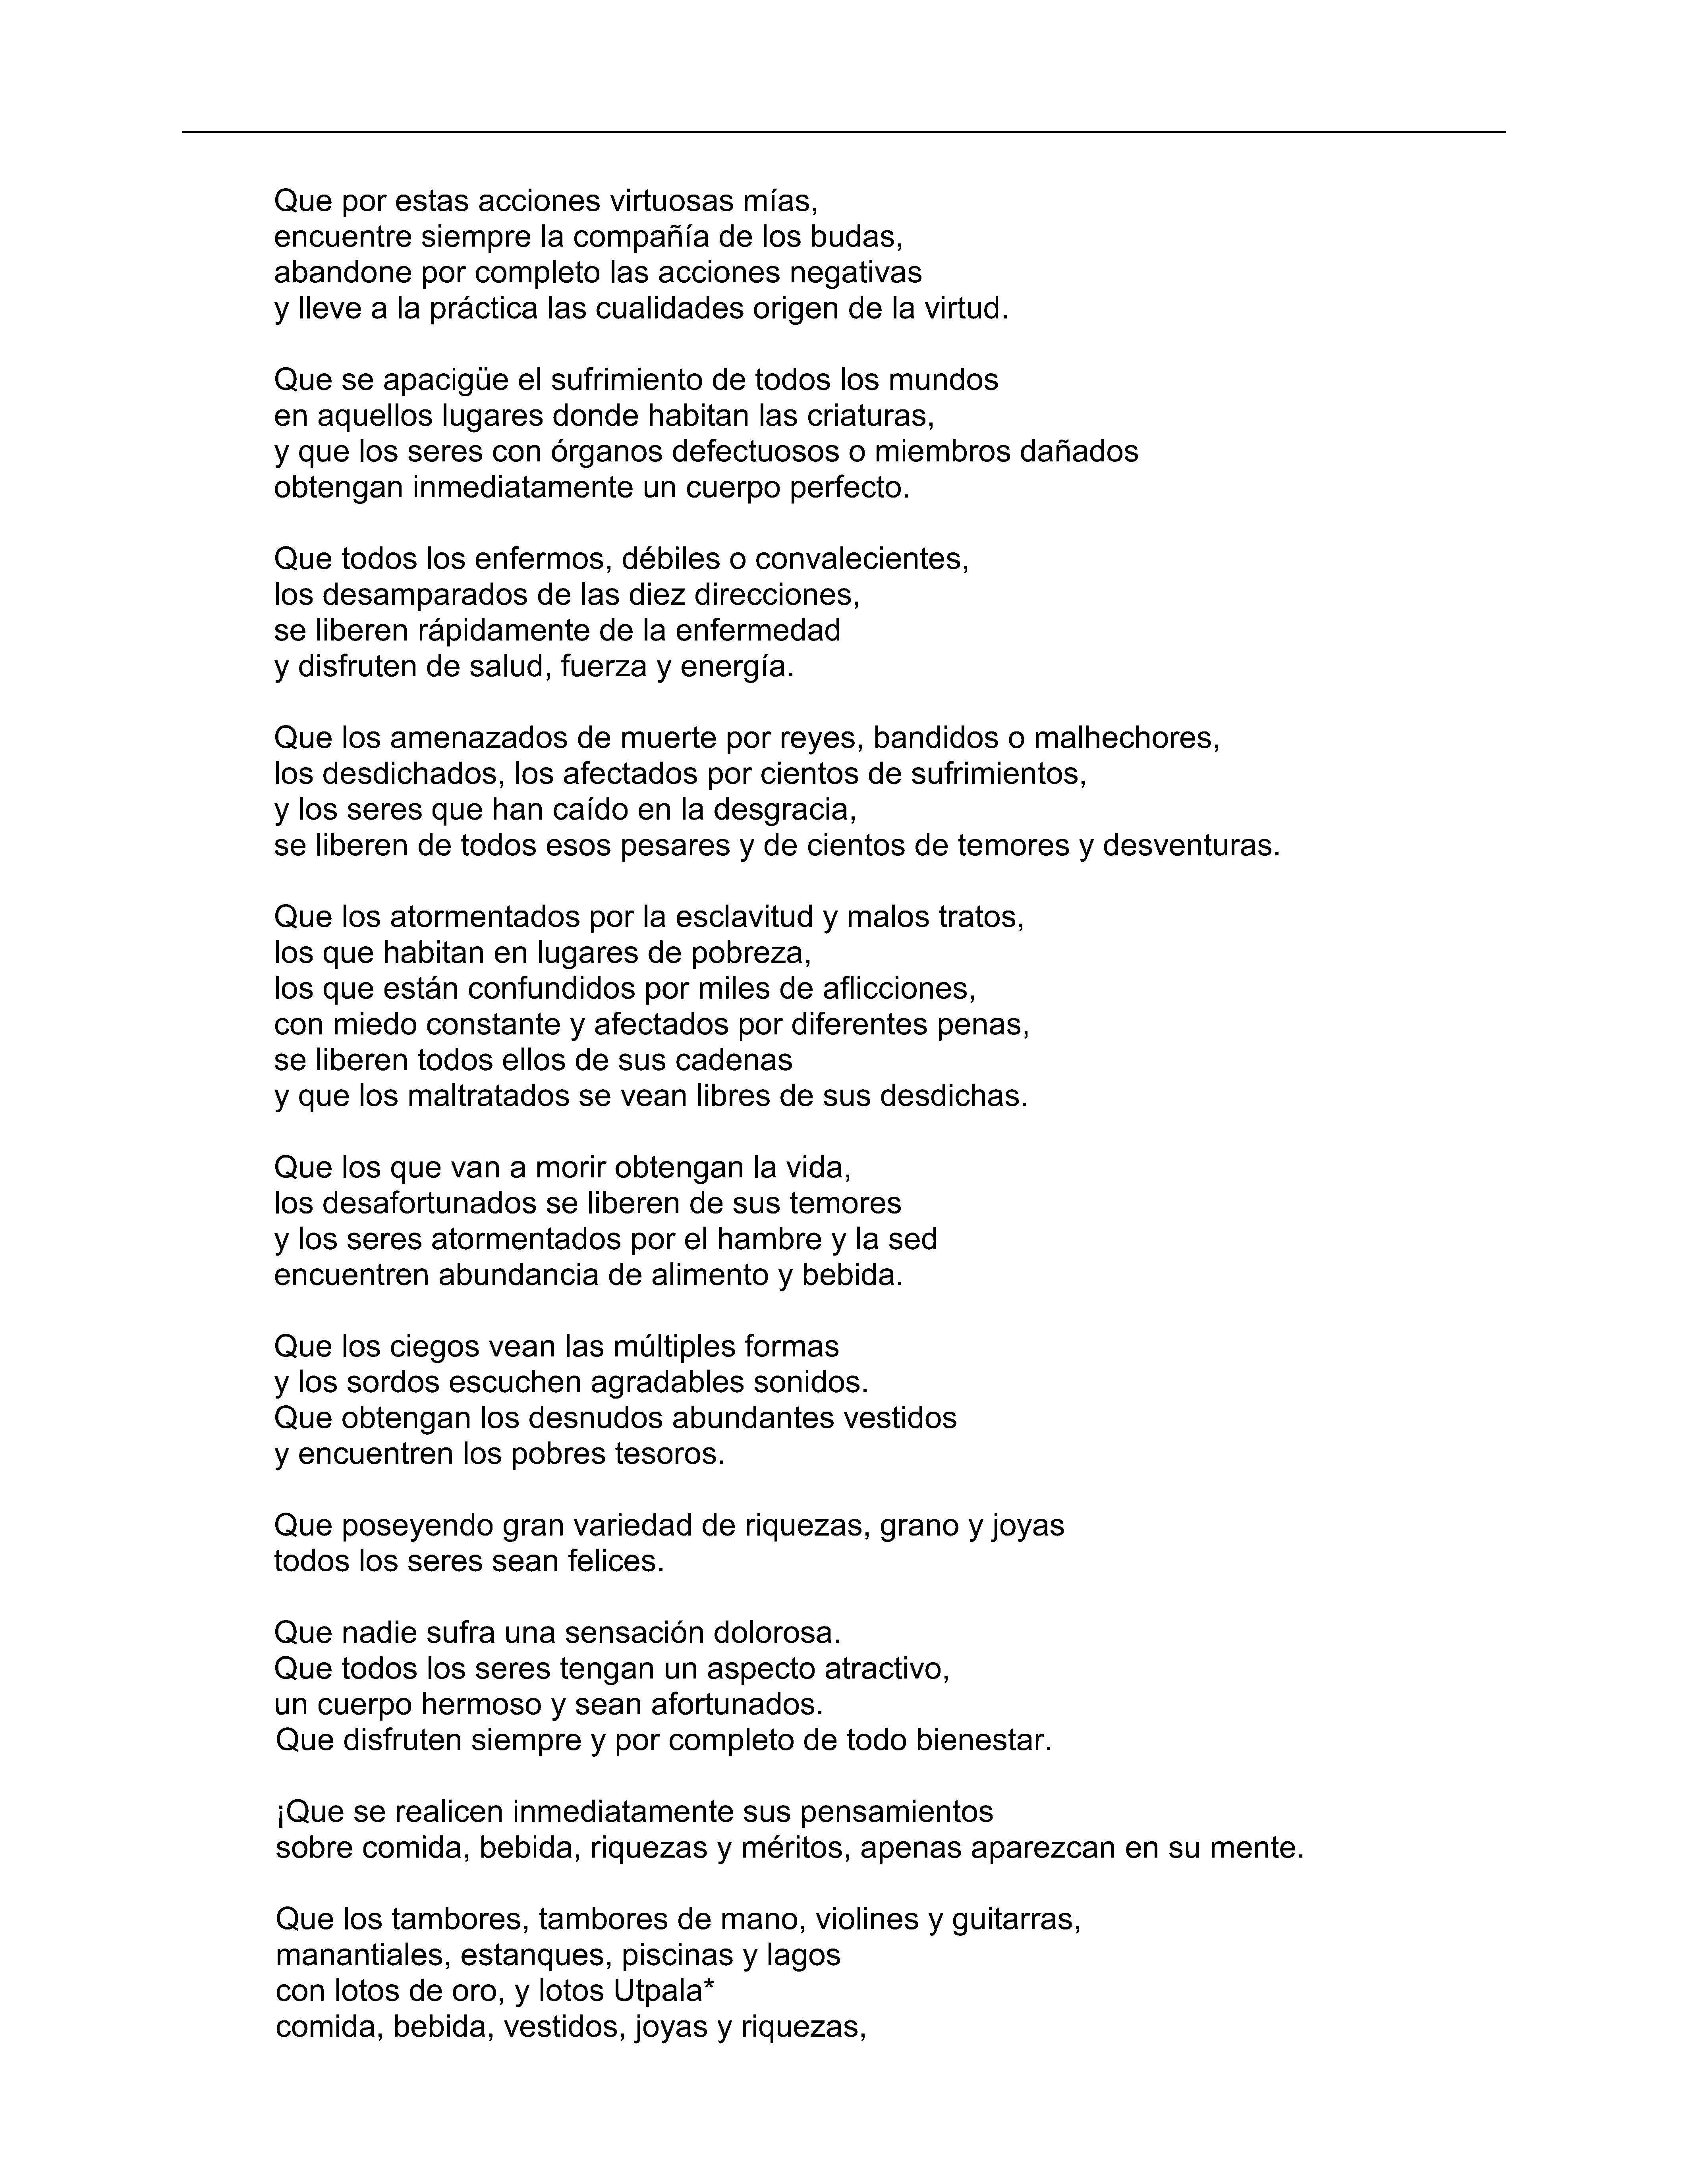 Que por estas acciones virtuosas mías,
encuentre siempre la compañía de los budas,
abandone por completo las acciones negativas
y lleve a la práctica las cualidades origen de la virtud.
Que se apacigüe el sufrimiento de todos los mundos
en aquellos lugares donde habitan las criaturas,
y que los seres con órganos defectuosos o miembros dañados
obtengan inmediatamente un cuerpo perfecto.
Que todos los enfermos, débiles o convalecientes,
los desamparados de las diez direcciones,
se liberen rápidamente de la enfermedad
y disfruten de salud, fuerza y energía.
Que los amenazados de muerte por reyes, bandidos o malhechores,
los desdichados, los afectados por cientos de sufrimientos,
y los seres que han caído en la desgracia,
se liberen de todos esos pesares y de cientos de temores y desventuras.
Que los atormentados por la esclavitud y malos tratos,
los que habitan en lugares de pobreza,
los que están confundidos por miles de aflicciones,
con miedo constante y afectados por diferentes penas,
se liberen todos ellos de sus cadenas
y que los maltratados se vean libres de sus desdichas.
Que los que van a morir obtengan la vida,
los desafortunados se liberen de sus temores
y los seres atormentados por el hambre y la sed
encuentren abundancia de alimento y bebida.
Que los ciegos vean las múltiples formas
y los sordos escuchen agradables sonidos.
Que obtengan los desnudos abundantes vestidos
y encuentren los pobres tesoros.
Que poseyendo gran variedad de riquezas, grano y joyas
todos los seres sean felices.
Que nadie sufra una sensación dolorosa.
Que todos los seres tengan un aspecto atractivo,
un cuerpo hermoso y sean afortunados.
Que disfruten siempre y por completo de todo bienestar.
¡Que se realicen inmediatamente sus pensamientos
sobre comida, bebida, riquezas y méritos, apenas aparezcan en su mente.
Que los tambores, tambores de mano, violines y guitarras,
manantiales, estanques, piscinas y lagos
con lotos de oro, y lotos Utpala*
comida, bebida, vestidos, joyas y riquezas,